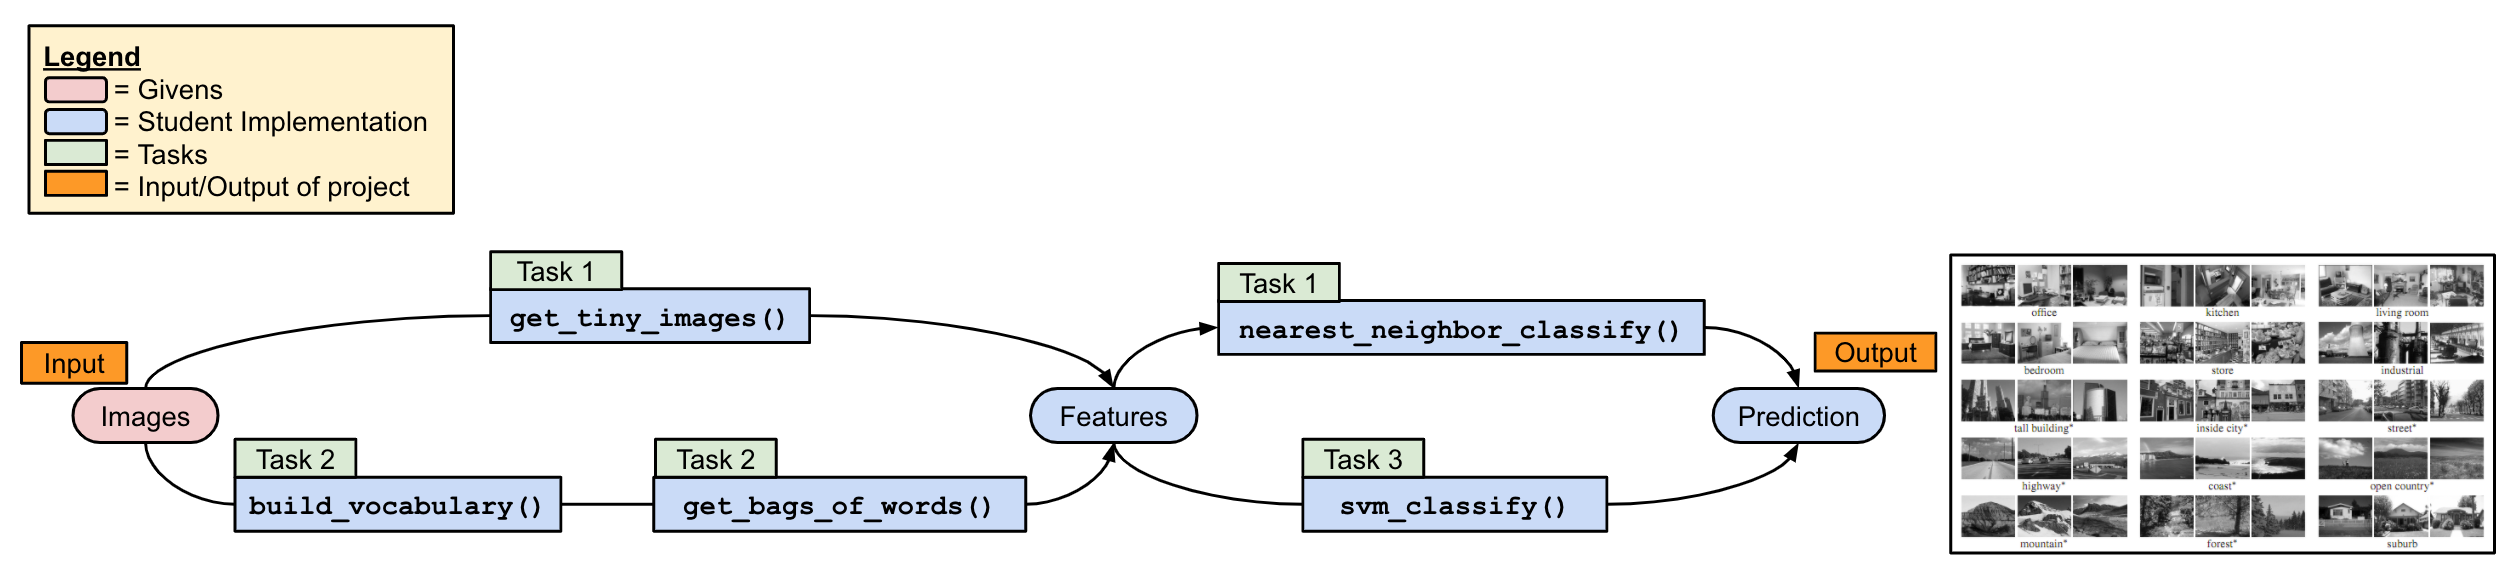 Legend
= Givens
= Student Implementation
= Tasks
= Input/Output of project
Task 1
get_tiny_images()
Task 1
nearest_neighbor_classify()
Input
Output
Images
Features
Prediction
Task 2
build_vocabulary()
Task 2
get_bags_of_words()
Task 3
svm_classify()
office
kitchen
living room
bedroom
store
industrial
tall building*
inside city*
street*
highway*
coast*
open country*
mountain*
forest*
suburb